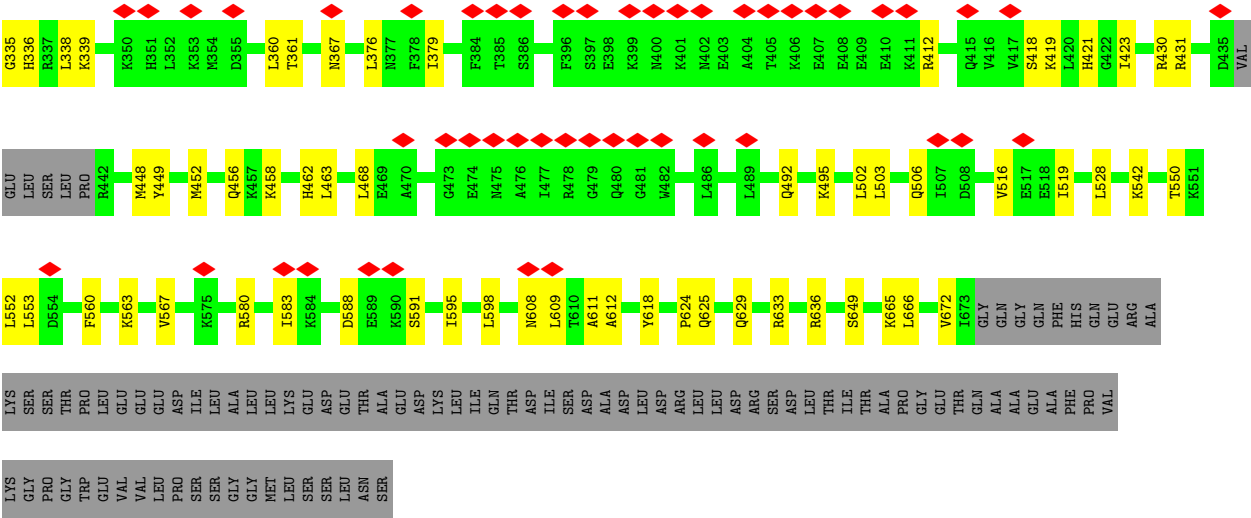 G335 H336 R337 L338 K339 K350 H351 L352 K353 M354 D355 L360 T361 N367 L376 N377 F378 I379 F384 T385 S386 F396 S397 E398 K399 N400 K401 N402 E403 A404 T405 K406 E407 E408 E409 E410 K411 R412 Q415 V416 V417 S418 K419 L420 H421 G422 I423 R430 R431 D435 VAL
GLU LEU SER LEU PRO R442 M448 Y449 M452 Q456 K457 K458 H462 L463 L468 E469 A470 G473 E474 N475 A476 I477 R478 G479 Q480 G481 W482 L486 L489 Q492 K495 L502 L503 Q506 I507 D508 V516 E517 E518 I519 L528 K542 T550 K551
L552 L553 D554 F560 K563 V567 K575 R580 I583 K584 D588 E589 K590 S591 I595 L598 N608 L609 T610 A611 A612 Y618 P624 Q625 Q629 R633 R636 S649 K665 L666 V672 I673 GLY GLN GLY GLN PHE HIS GLN GLU ARG ALA
LYS SER SER THR PRO LEU GLU GLU GLU ASP ILE LEU ALA LEU LEU LYS GLU ASP GLU THR ALA GLU ASP LYS LEU ILE GLN THR ASP ILE SER ASP ALA ASP LEU ASP ARG LEU LEU ASP ARG SER ASP LEU THR ILE THR ALA PRO GLY GLU THR GLN ALA ALA GLU ALA PHE PRO VAL
LYS GLY PRO GLY TRP GLU VAL VAL LEU PRO SER SER GLY GLY MET LEU SER SER LEU ASN SER